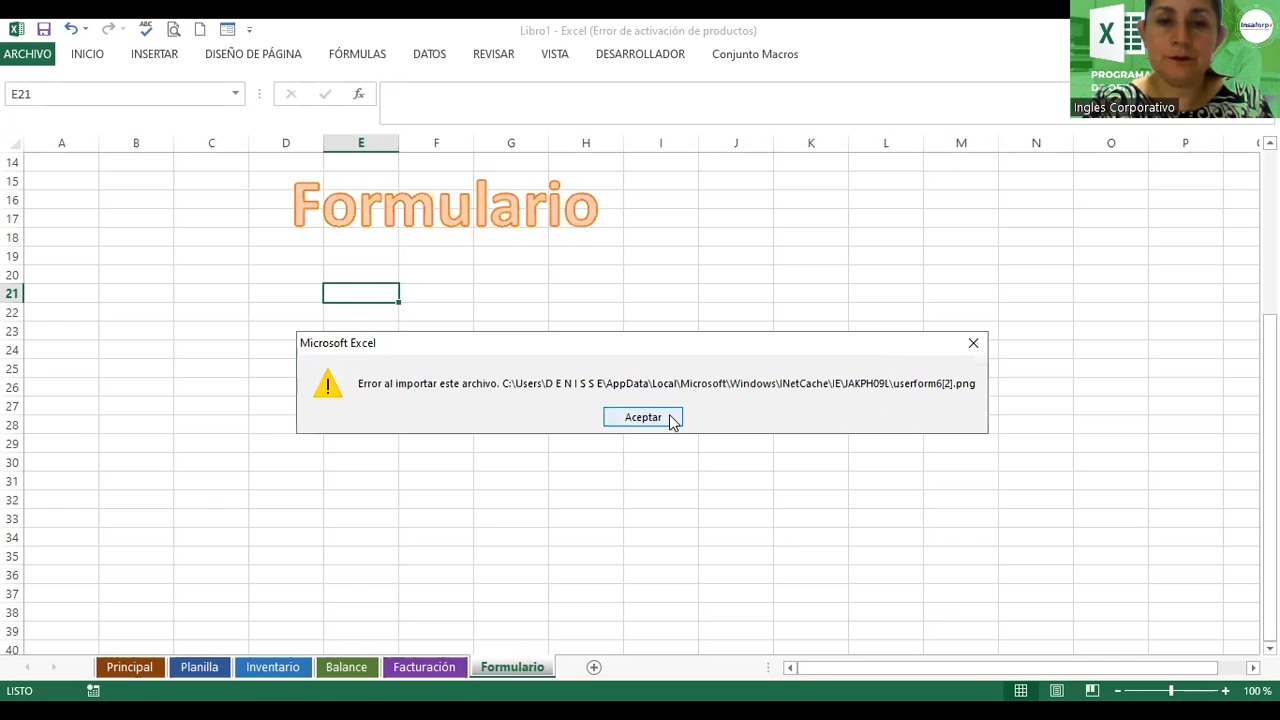 Libro1 - Excel (Error de activación de productos)
ARCHIVO INICIO INSERTAR DISEÑO DE PÁGINA FÓRMULAS DATOS REVISAR VISTA DESARROLLADOR Conjunto Macros
PROGRAMA
DE
Insaforp
Ingles Corporativo
E21 fx
A B C D E F G H I J K L M N O P
14
15
16
17
18
19
20
21
22
23
24
25
26
27
28
29
30
31
32
33
34
35
36
37
38
39
40
Formulario
Microsoft Excel
Error al importar este archivo. C:\Users\D E N I S S E\AppData\Local\Microsoft\Windows\INetCache\IE\JAKPH09L\userform6[2].png
Aceptar
Principal Planilla Inventario Balance Facturación Formulario
LISTO 100 %